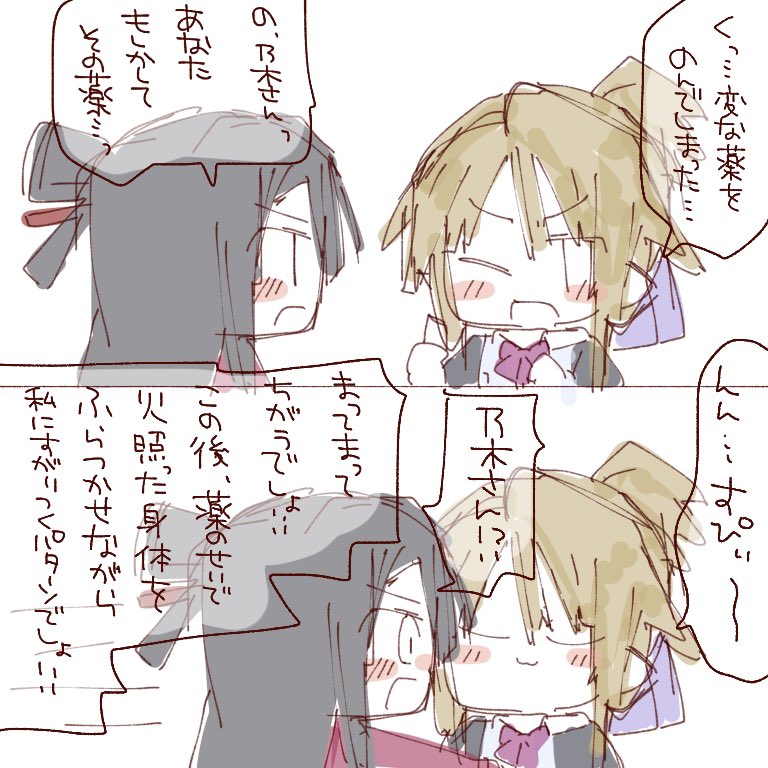 くっ…変な薬を
のんでしまった…
の、乃木さんっ
あなた
もしかして
その薬…っ
んん…すぴぃ〜
乃木さん!?
まってまって
ちがうでしょ…
この後、薬のせいで
火照った身体を
ふらつかせながら
私にすがりつくパターンでしょ…